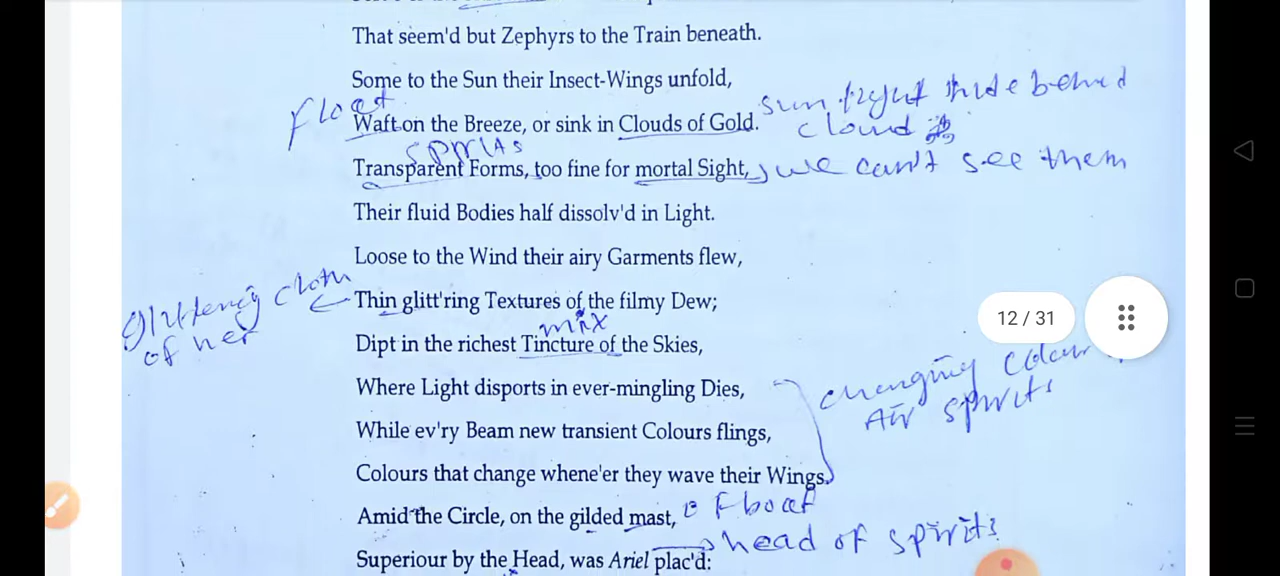 That seem'd but Zephyrs to the Train beneath.
Some to the Sun their Insect-Wings unfold,
Float
Waft on the Breeze, or sink in Clouds of Gold.
sun light hide behind
cloud
Transparent Forms, too fine for mortal Sight,
we can't see them
Their fluid Bodies half dissolv'd in Light.
Loose to the Wind their airy Garments flew,
glittering cloth
of her
Thin glitt'ring Textures of the filmy Dew;
mix
Dipt in the richest Tincture of the Skies,
12 / 31
Where Light disports in ever-mingling Dies,
changing colour
Air spirits
While ev'ry Beam new transient Colours flings,
Colours that change whene'er they wave their Wings.
Amid the Circle, on the gilded mast,
of boat
Superiour by the Head, was Ariel plac'd:
head of spirits